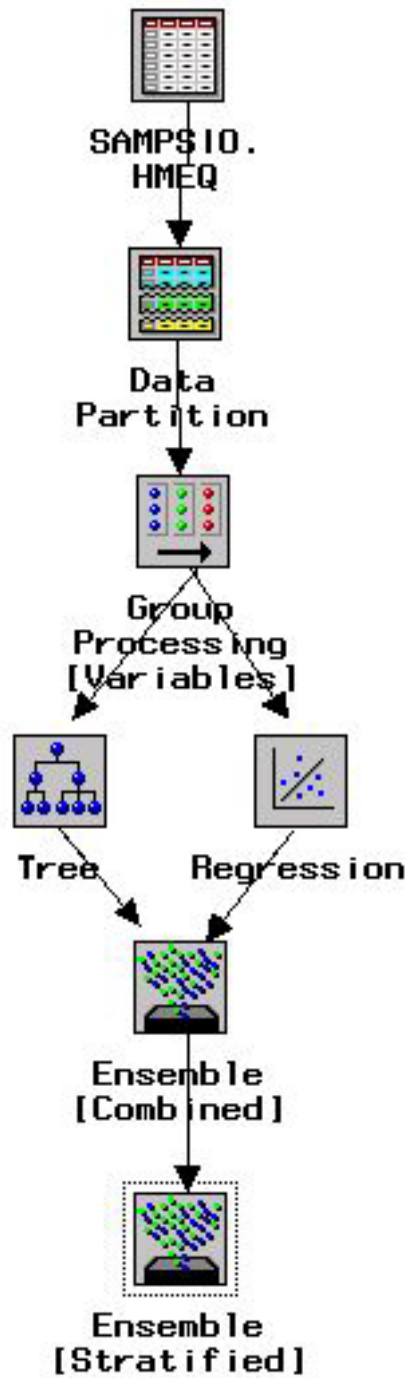 SAMPSIO.
HMEQ
Data
Partition
Group
Processing
[Variables]
Tree
Regression
Ensemble
[Combined]
Ensemble
[Stratified]